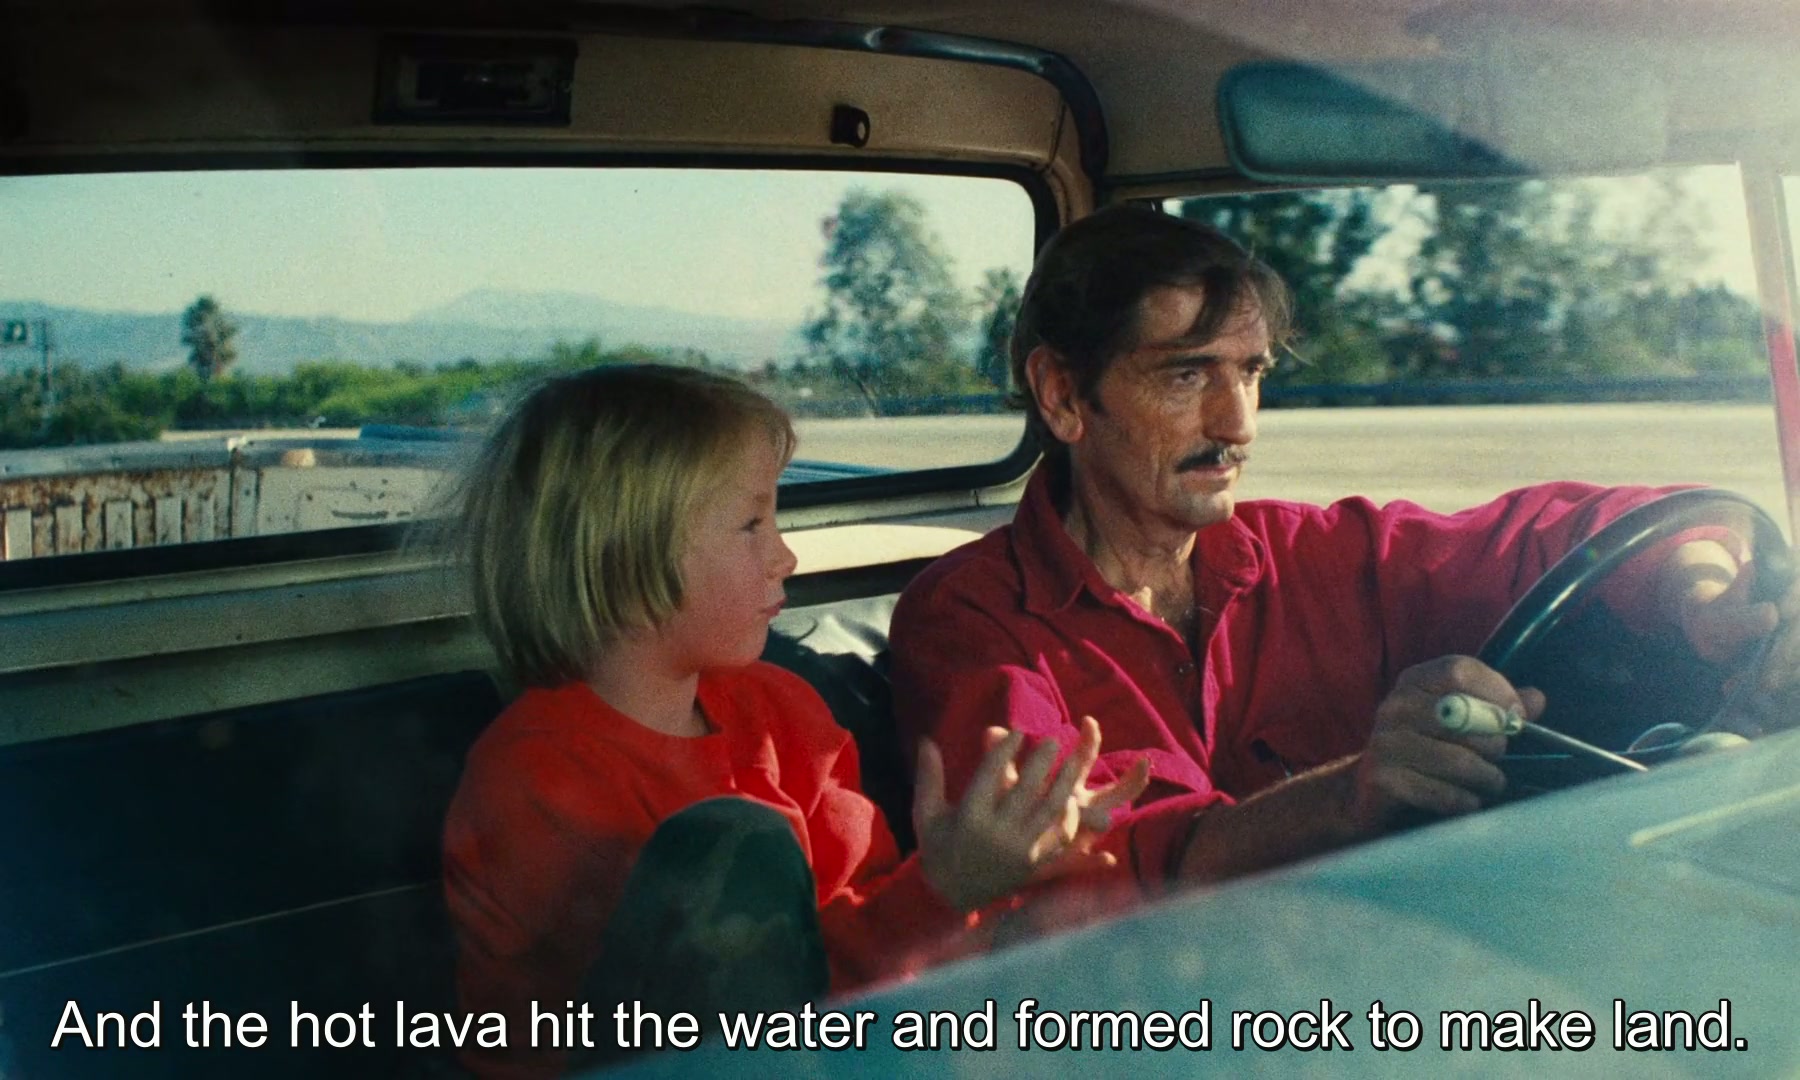 And the hot lava hit the water and formed rock to make land.